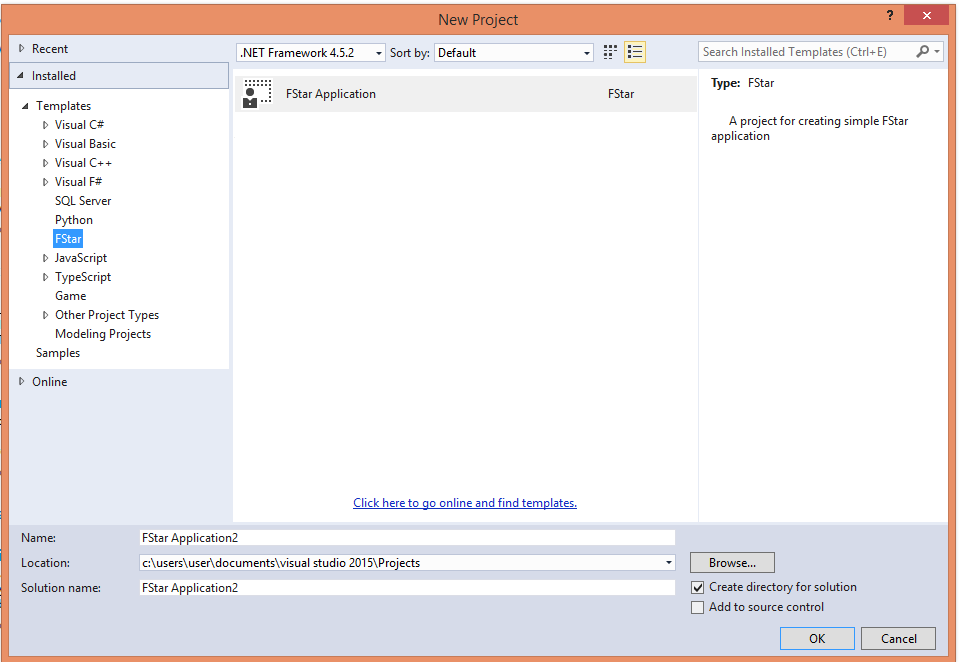 New Project
?
Recent
.NET Framework 4.5.2
Sort by:
Default
Search Installed Templates (Ctrl+E)
Installed
Templates
Visual C#
Visual Basic
Visual C++
Visual F#
SQL Server
Python
FStar
JavaScript
TypeScript
Game
Other Project Types
Modeling Projects
Samples
Online
FStar Application
FStar
Type: FStar
A project for creating simple FStar
application
Click here to go online and find templates.
Name:
FStar Application2
Location:
c:\users\user\documents\visual studio 2015\Projects
Browse...
Solution name:
FStar Application2
Create directory for solution
Add to source control
OK
Cancel